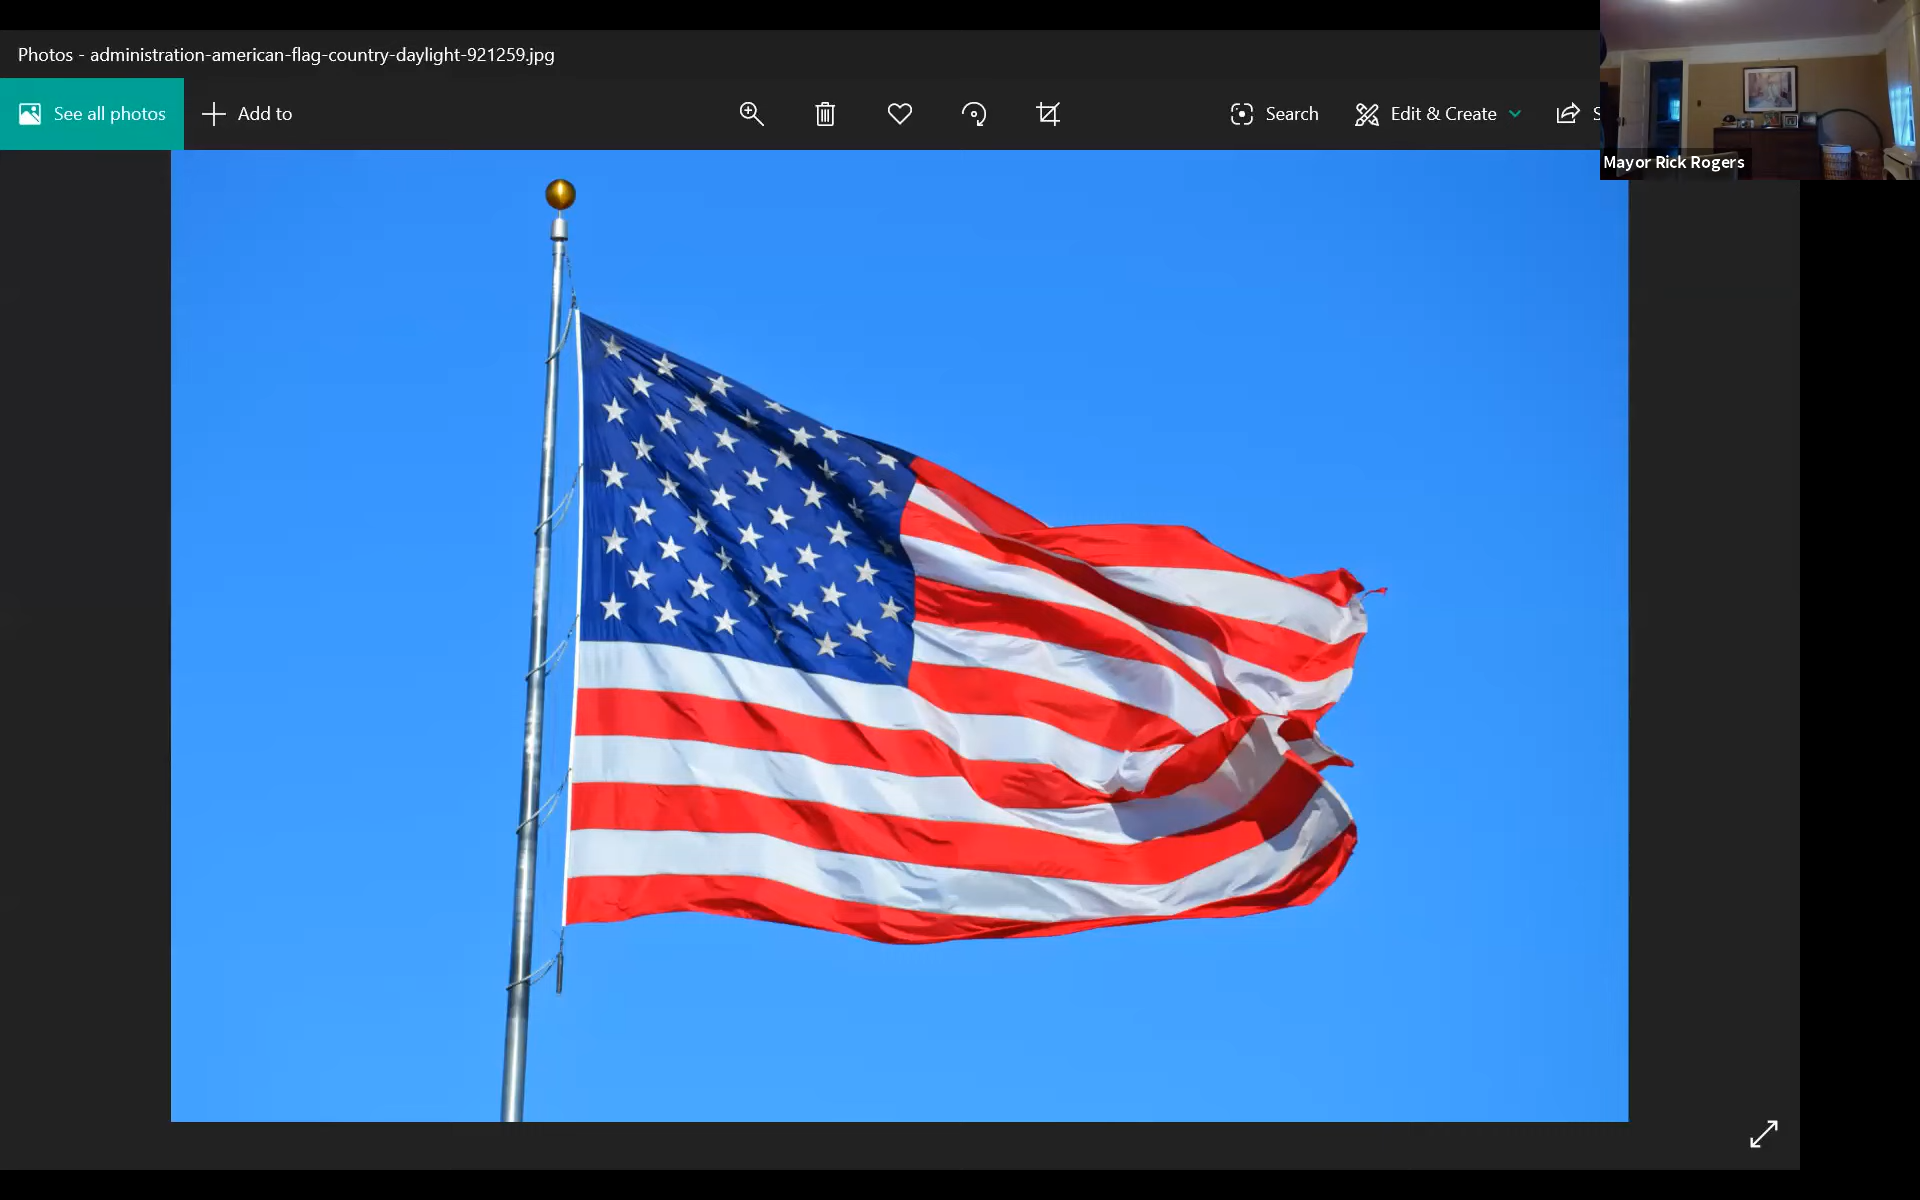 Photos - administration-american-flag-country-daylight-921259.jpg
See all photos
Add to
Search
Edit & Create
Mayor Rick Rogers